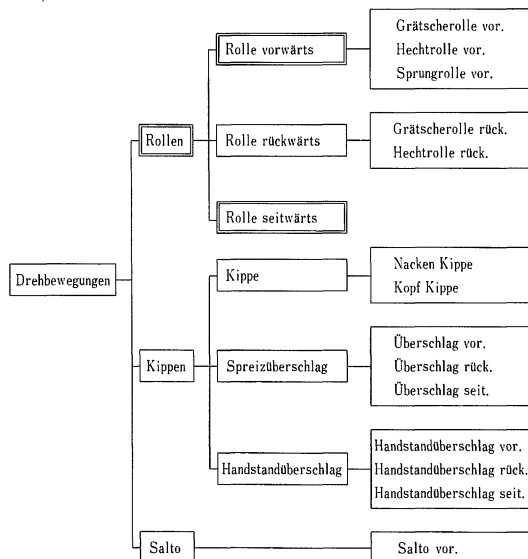 Grätscherolle vor.
Rolle vorwärts
Hechtrolle vor.
Sprungrolle vor.
Rollen
Rolle rückwärts
Grätscherolle rück.
Hechtrolle rück.
Rolle seitwärts
Drehbewegungen
Kippe
Nacken Kippe
Kopf Kippe
Kippen
Spreizüberschlag
Überschlag vor.
Überschlag rück.
Überschlag seit.
Handstandüberschlag
Handstandüberschlag vor.
Handstandüberschlag rück.
Handstandüberschlag seit.
Salto
Salto vor.